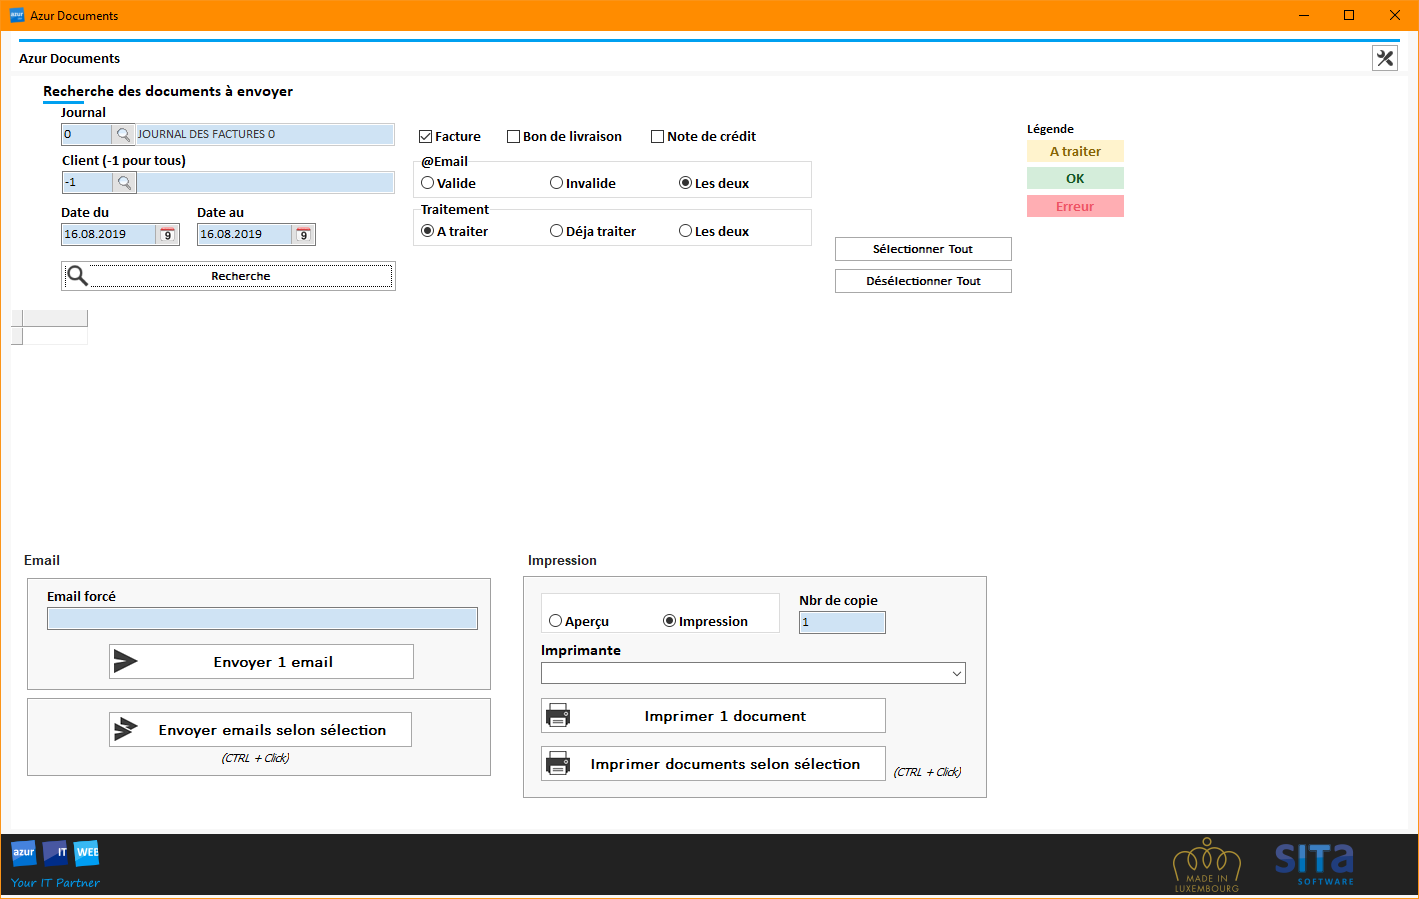 azur
Azur Documents
Azur Documents
Recherche des documents à envoyer
Journal
0
JOURNAL DES FACTURES 0
Facture
Bon de livraison
Note de crédit
Légende
A traiter
OK
Erreur
Client (-1 pour tous)
-1
@Email
Valide
Invalide
Les deux
Date du
Date au
16.08.2019
9
16.08.2019
9
Traitement
A traiter
Déja traiter
Les deux
Recherche
Sélectionner Tout
Désélectionner Tout
Email
Email forcé
Envoyer 1 email
Envoyer emails selon sélection
(CTRL + Click)
Impression
Aperçu
Impression
Nbr de copie
1
Imprimante
Imprimer 1 document
Imprimer documents selon sélection
(CTRL + Click)
azur
IT
WEB
Your IT Partner
MADE IN
LUXEMBOURG
SITa
SOFTWARE